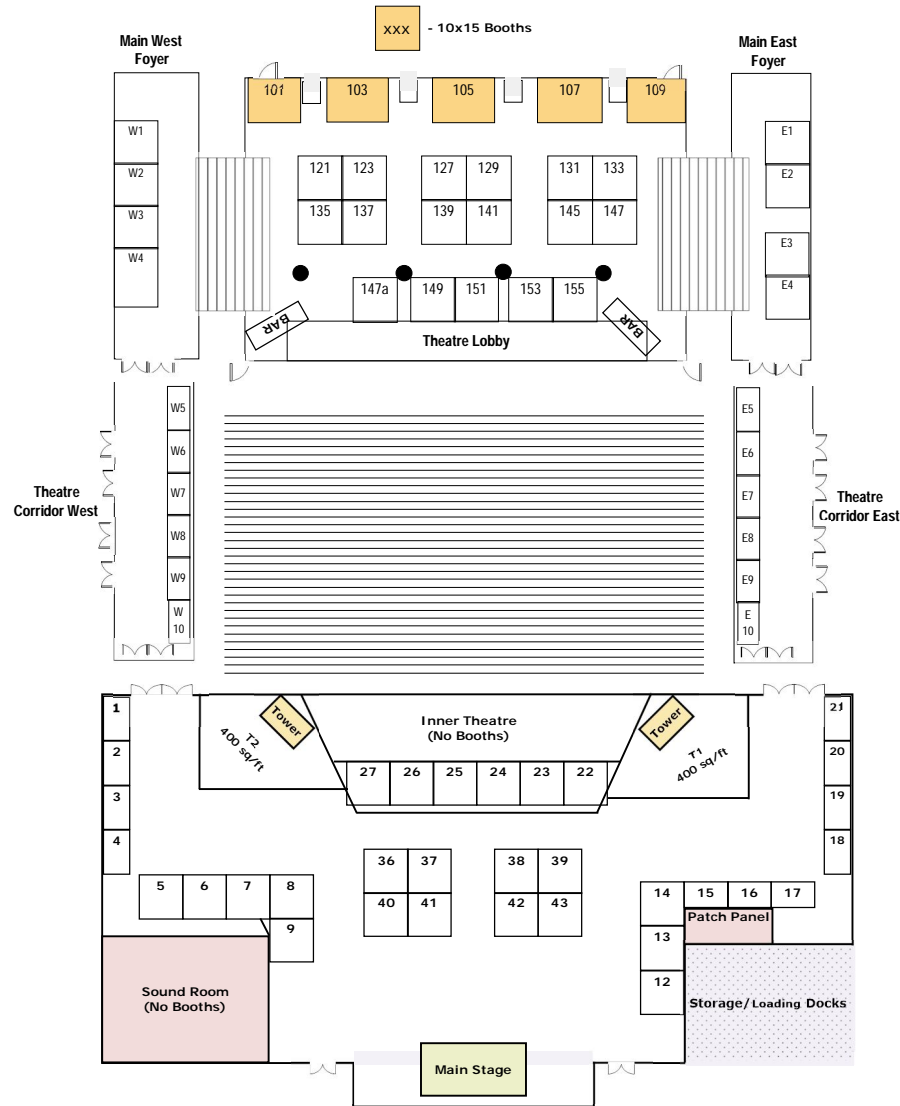 xxx - 10x15 Booths
Main West
Foyer
Main East
Foyer
101 103 105 107 109
W1
W2
W3
W4
E1
E2
E3
E4
121 123 127 129 131 133
135 137 139 141 145 147
147a 149 151 153 155
BAR
BAR
Theatre Lobby
W5
W6
W7
W8
W9
W
10
Theatre
Corridor West
E5
E6
E7
E8
E9
E
10
Theatre
Corridor East
1
2
3
4
T2
400 sq/ft
Tower
Inner Theatre
(No Booths)
Tower
T1
400 sq/ft
21
20
19
18
27 26 25 24 23 22
36 37 38 39
40 41 42 43
5 6 7 8
9
14 15 16 17
13
12
Patch Panel
Sound Room
(No Booths)
Storage/Loading Docks
Main Stage